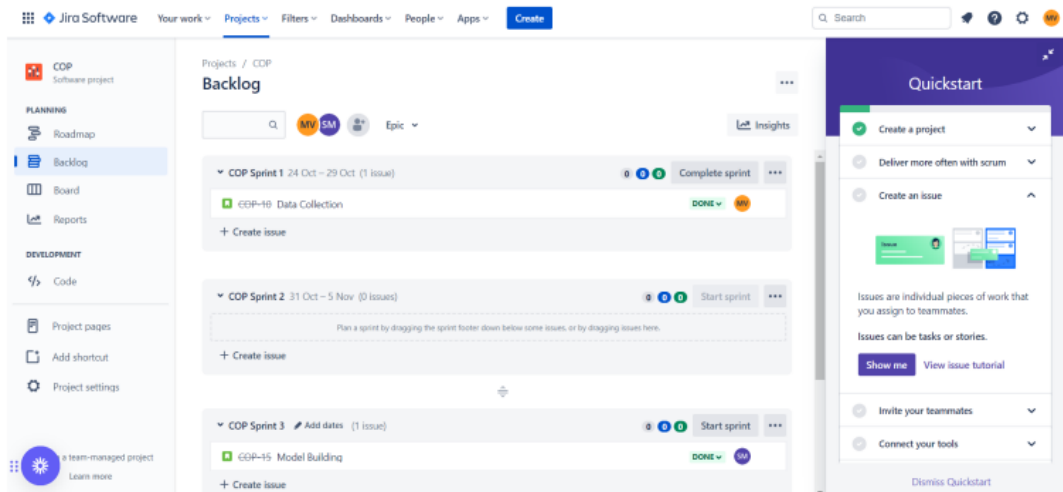 Jira Software Your work Projects Filters Dashboards People Apps Create Search MV
COP
Software project
PLANNING
Roadmap
Backlog
Board
Reports
DEVELOPMENT
Code
Project pages
Add shortcut
Project settings
a team-managed project
Learn more
Projects / COP
Backlog
MV SM Epic Insights
COP Sprint 1 24 Oct – 29 Oct (1 issue) 0 0 0 Complete sprint
COP-10 Data Collection DONE MV
+ Create issue
COP Sprint 2 31 Oct – 5 Nov (0 issues) 0 0 0 Start sprint
Plan a sprint by dragging the sprint footer down below some issues, or by dragging issues here.
+ Create issue
COP Sprint 3 Add dates (1 issue) 0 0 0 Start sprint
COP-15 Model Building DONE SM
+ Create issue
Quickstart
Create a project
Deliver more often with scrum
Create an issue
Issue
Issues are individual pieces of work that
you assign to teammates.
Issues can be tasks or stories.
Show me View issue tutorial
Invite your teammates
Connect your tools
Dismiss Quickstart